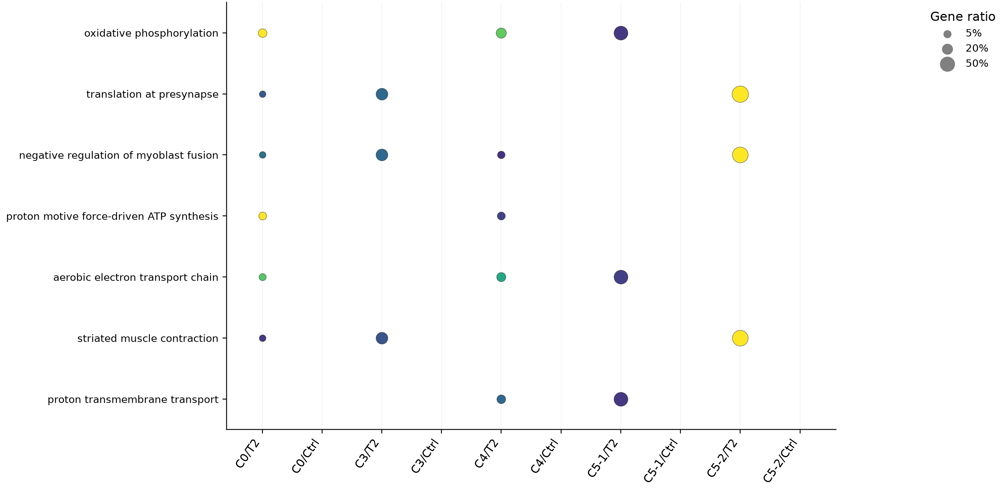 oxidative phosphorylation
translation at presynapse
negative regulation of myoblast fusion
proton motive force-driven ATP synthesis
aerobic electron transport chain
striated muscle contraction
proton transmembrane transport
C0/T2
C0/Ctrl
C3/T2
C3/Ctrl
C4/T2
C4/Ctrl
C5-1/T2
C5-1/Ctrl
C5-2/T2
C5-2/Ctrl
Gene ratio
5%
20%
50%